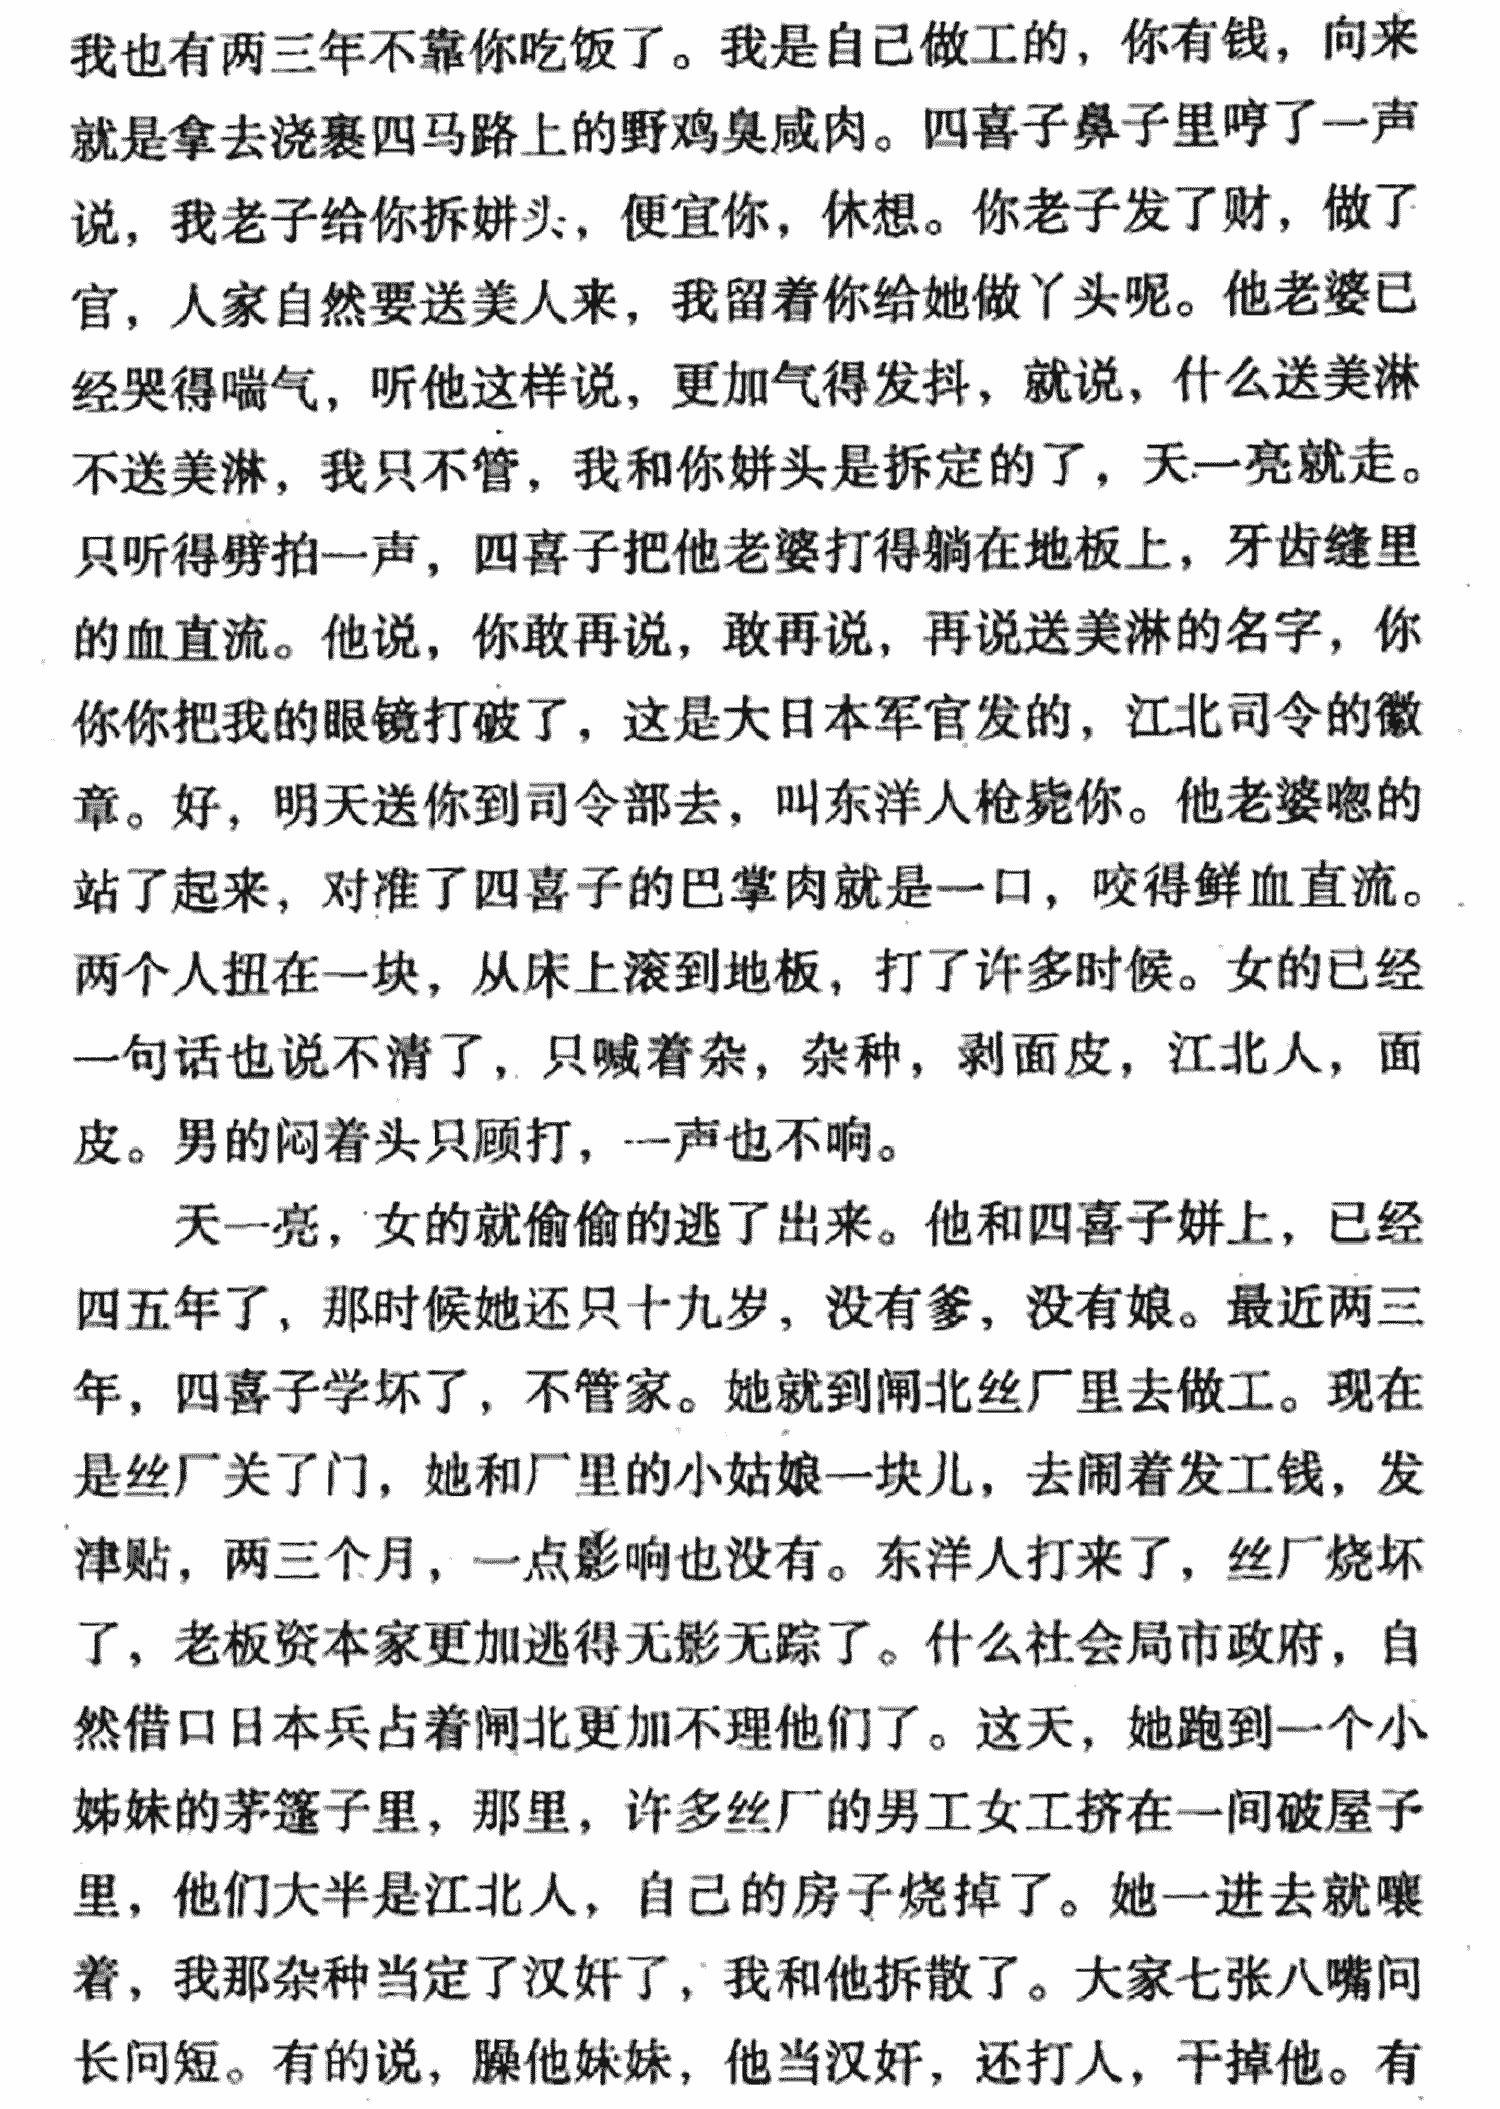 我也有两三年不靠你吃饭了。我是自己做工的，你有钱，向来
就是拿去浇裹四马路上的野鸡臭咸肉。四喜子鼻子里哼了一声
说，我老子给你拆姘头，便宜你，休想。你老子发了财，做了
官，人家自然要送美人来，我留着你给她做丫头呢。他老婆已
经哭得喘气，听他这样说，更加气得发抖，就说，什么送美淋
不送美淋，我只不管，我和你姘头是拆定的了，天一亮就走。
只听得劈拍一声，四喜子把他老婆打得躺在地板上，牙齿缝里
的血直流。他说，你敢再说，敢再说，再说送美淋的名字，你
你你把我的眼镜打破了，这是大日本军官发的，江北司令的徽
章。好，明天送你到司令部去，叫东洋人枪毙你。他老婆唿的
站了起来，对准了四喜子的巴掌肉就是一口，咬得鲜血直流。
两个人扭在一块，从床上滚到地板，打了许多时候。女的已经
一句话也说不清了，只喊着杂，杂种，剥面皮，江北人，面
皮。男的闷着头只顾打，一声也不响。
天一亮，女的就偷偷的逃了出来。他和四喜子姘上，已经
四五年了，那时候她还只十九岁，没有爹，没有娘。最近两三
年，四喜子学坏了，不管家。她就到闸北丝厂里去做工。现在
是丝厂关了门，她和厂里的小姑娘一块儿，去闹着发工钱，发
津贴，两三个月，一点影响也没有。东洋人打来了，丝厂烧坏
了，老板资本家更加逃得无影无踪了。什么社会局市政府，自
然借口日本兵占着闸北更加不理他们了。这天，她跑到一个小
姊妹的茅篷子里，那里，许多丝厂的男工女工挤在一间破屋子
里，他们大半是江北人，自己的房子烧掉了。她一进去就嚷
着，我那杂种当定了汉奸了，我和他拆散了。大家七张八嘴问
长问短。有的说，臊他妹妹，他当汉奸，还打人，干掉他。有